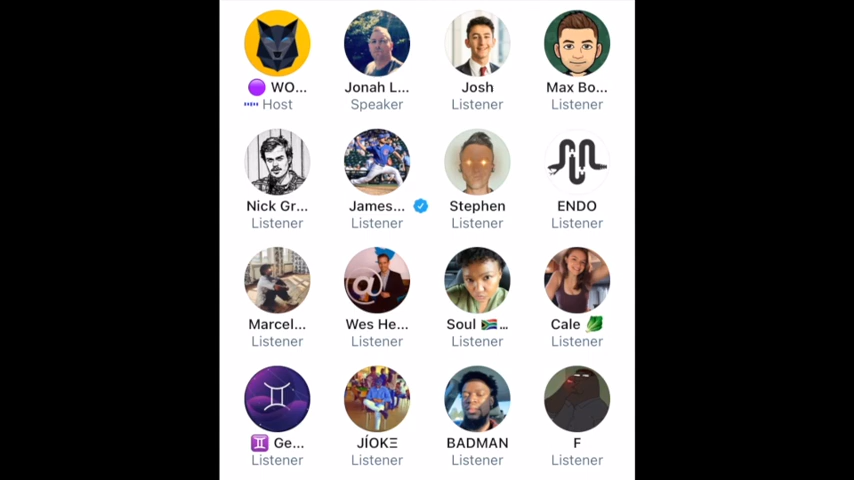 🟣 WO... Jonah L... Josh Max Bo...
Host Speaker Listener Listener
Nick Gr... James... Stephen ENDO
Listener Listener Listener Listener
Marcel... Wes He... Soul 🇿🇦... Cale 🥬
Listener Listener Listener Listener
♊ Ge... JÍOKΞ BADMAN F
Listener Listener Listener Listener